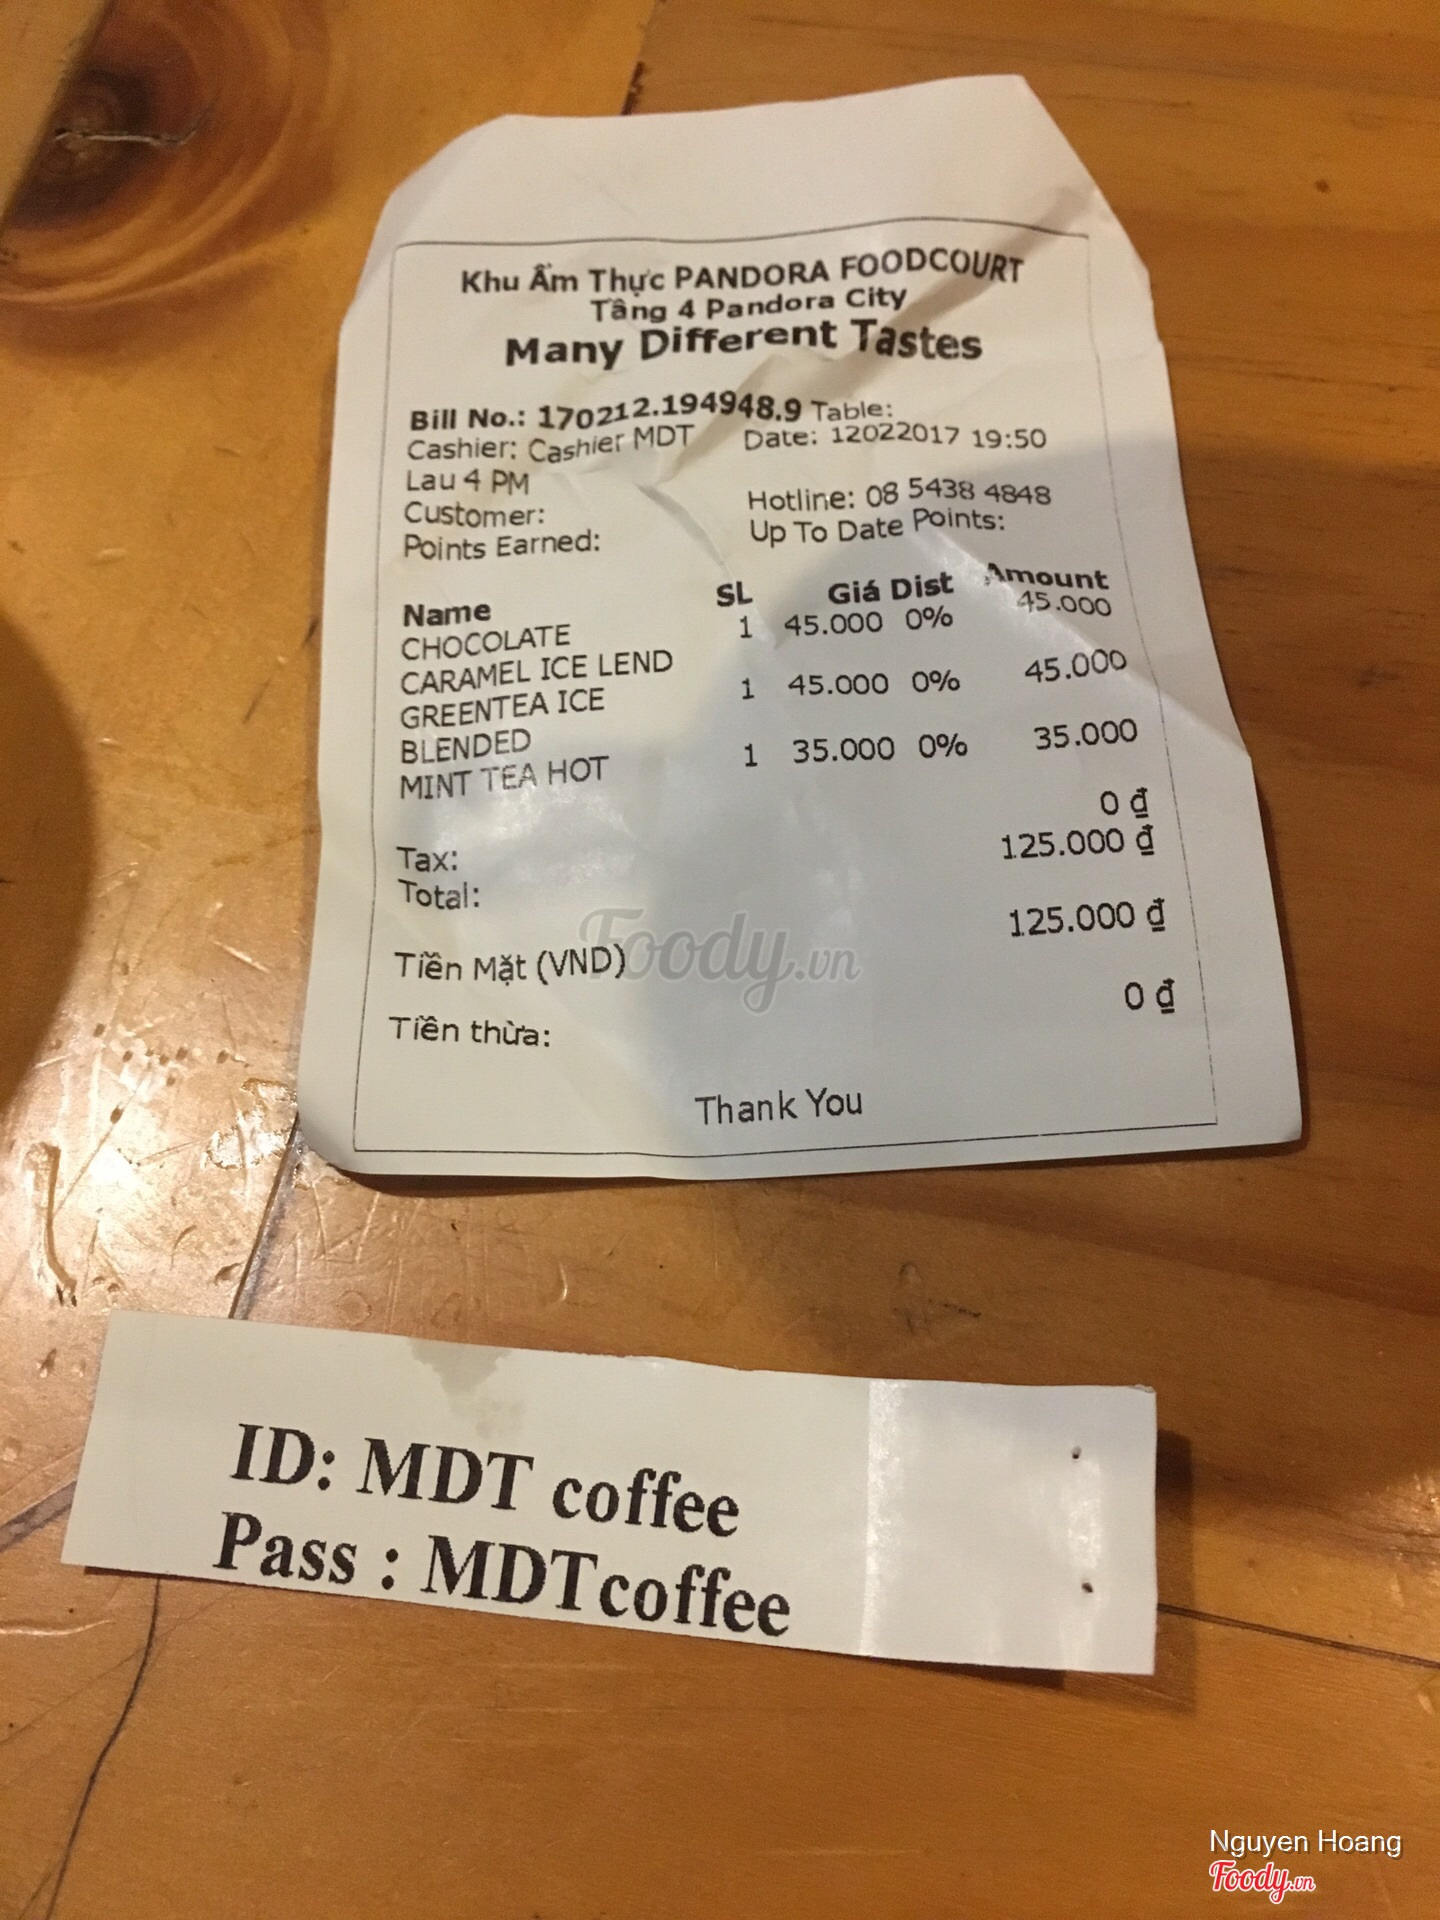 Khu Ẩm Thực PANDORA FOODCOURT
Tầng 4 Pandora City
Many Different Tastes
Bill No.: 170212.194948.9 Table:
Cashier: Cashier MDT Date: 12022017 19:50
Lau 4 PM
Hotline: 08 5438 4848
Customer:
Points Earned: Up To Date Points:
Name SL Giá Dist Amount
CHOCOLATE 1 45.000 0% 45.000
CARAMEL ICE LEND
GREENTEA ICE 1 45.000 0% 45.000
BLENDED
MINT TEA HOT 1 35.000 0% 35.000
Tax: 0 ₫
Total: 125.000 ₫
Tiền Mặt (VND) 125.000 ₫
Tiền thừa: 0 ₫
Thank You
Foody.vn
ID: MDT coffee
Pass : MDTcoffee
Nguyen Hoang
Foody.vn